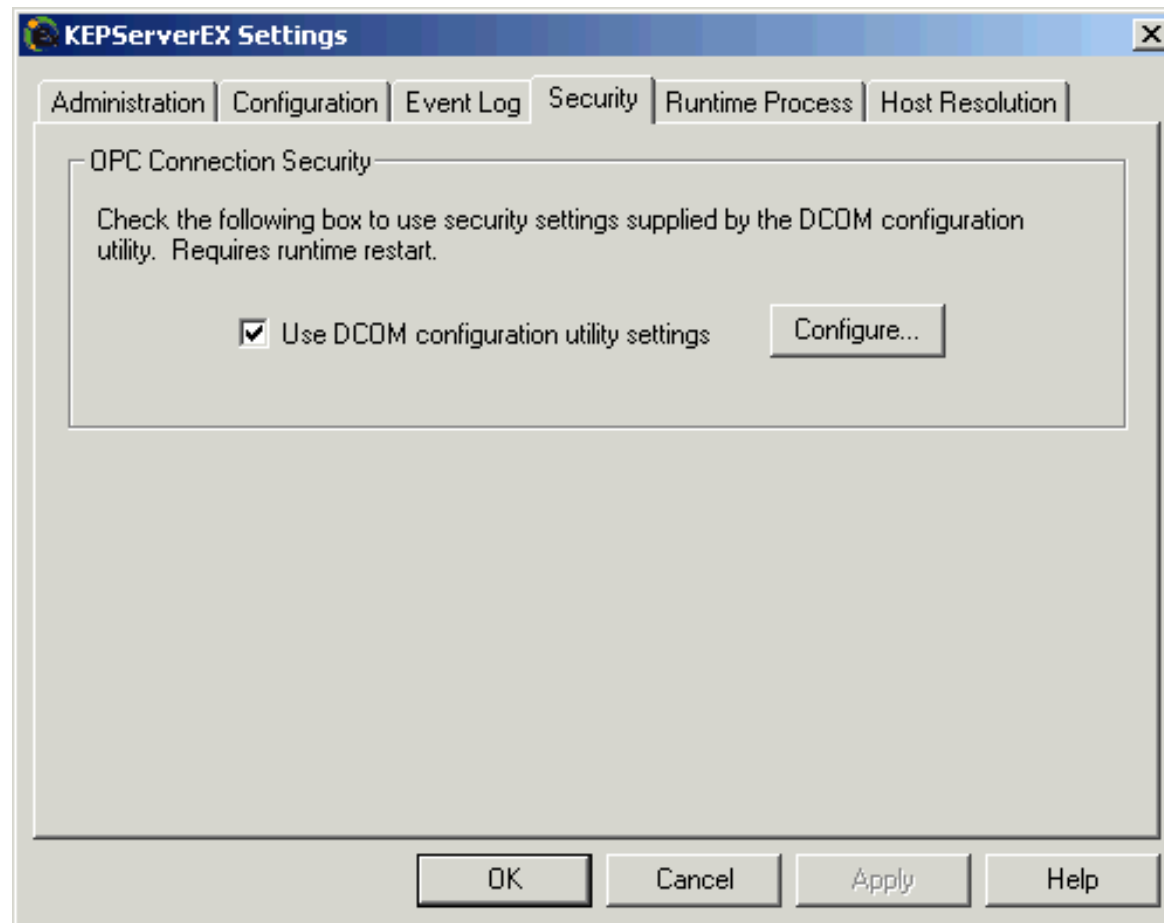 KEPServerEX Settings
Administration Configuration Event Log Security Runtime Process Host Resolution
OPC Connection Security
Check the following box to use security settings supplied by the DCOM configuration
utility. Requires runtime restart.
Use DCOM configuration utility settings Configure...
OK Cancel Apply Help